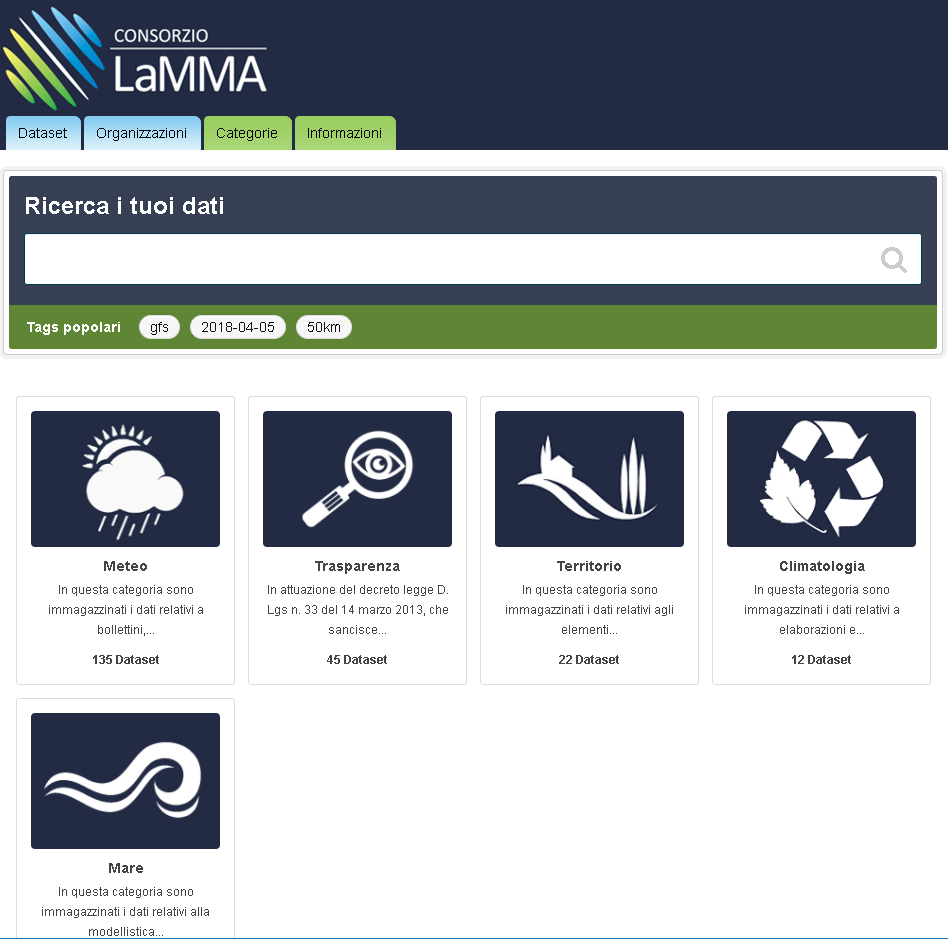 CONSORZIO
LaMMA
Dataset Organizzazioni Categorie Informazioni
Ricerca i tuoi dati
Tags popolari gfs 2018-04-05 50km
Meteo
In questa categoria sono
immagazzinati i dati relativi a
bollettini,...
135 Dataset
Trasparenza
In attuazione del decreto legge D.
Lgs n. 33 del 14 marzo 2013, che
sancisce...
45 Dataset
Territorio
In questa categoria sono
immagazzinati i dati relativi agli
elementi...
22 Dataset
Climatologia
In questa categoria sono
immagazzinati i dati relativi a
elaborazioni e...
12 Dataset
Mare
In questa categoria sono
immagazzinati i dati relativi alla
modellistica...